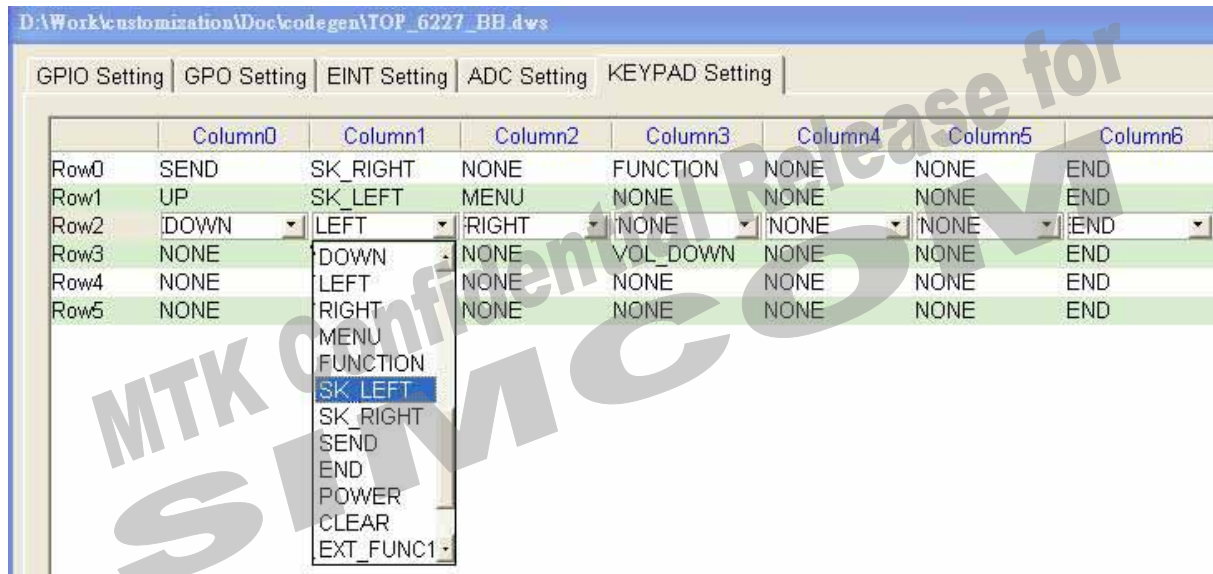 D:\Work\customization\Doc\codegen\TOP_6227_BB.dws
GPIO Setting GPO Setting EINT Setting ADC Setting KEYPAD Setting
Column0 Column1 Column2 Column3 Column4 Column5 Column6
Row0 SEND SK_RIGHT NONE FUNCTION NONE NONE END
Row1 UP SK_LEFT MENU NONE NONE NONE END
Row2 DOWN LEFT RIGHT NONE NONE NONE END
Row3 NONE DOWN NONE VOL_DOWN NONE NONE END
Row4 NONE LEFT NONE NONE NONE NONE END
Row5 NONE RIGHT NONE NONE NONE NONE END
MENU
FUNCTION
SK_LEFT
SK_RIGHT
SEND
END
POWER
CLEAR
EXT_FUNC1
MTK Confidential Release for
SIMCOM